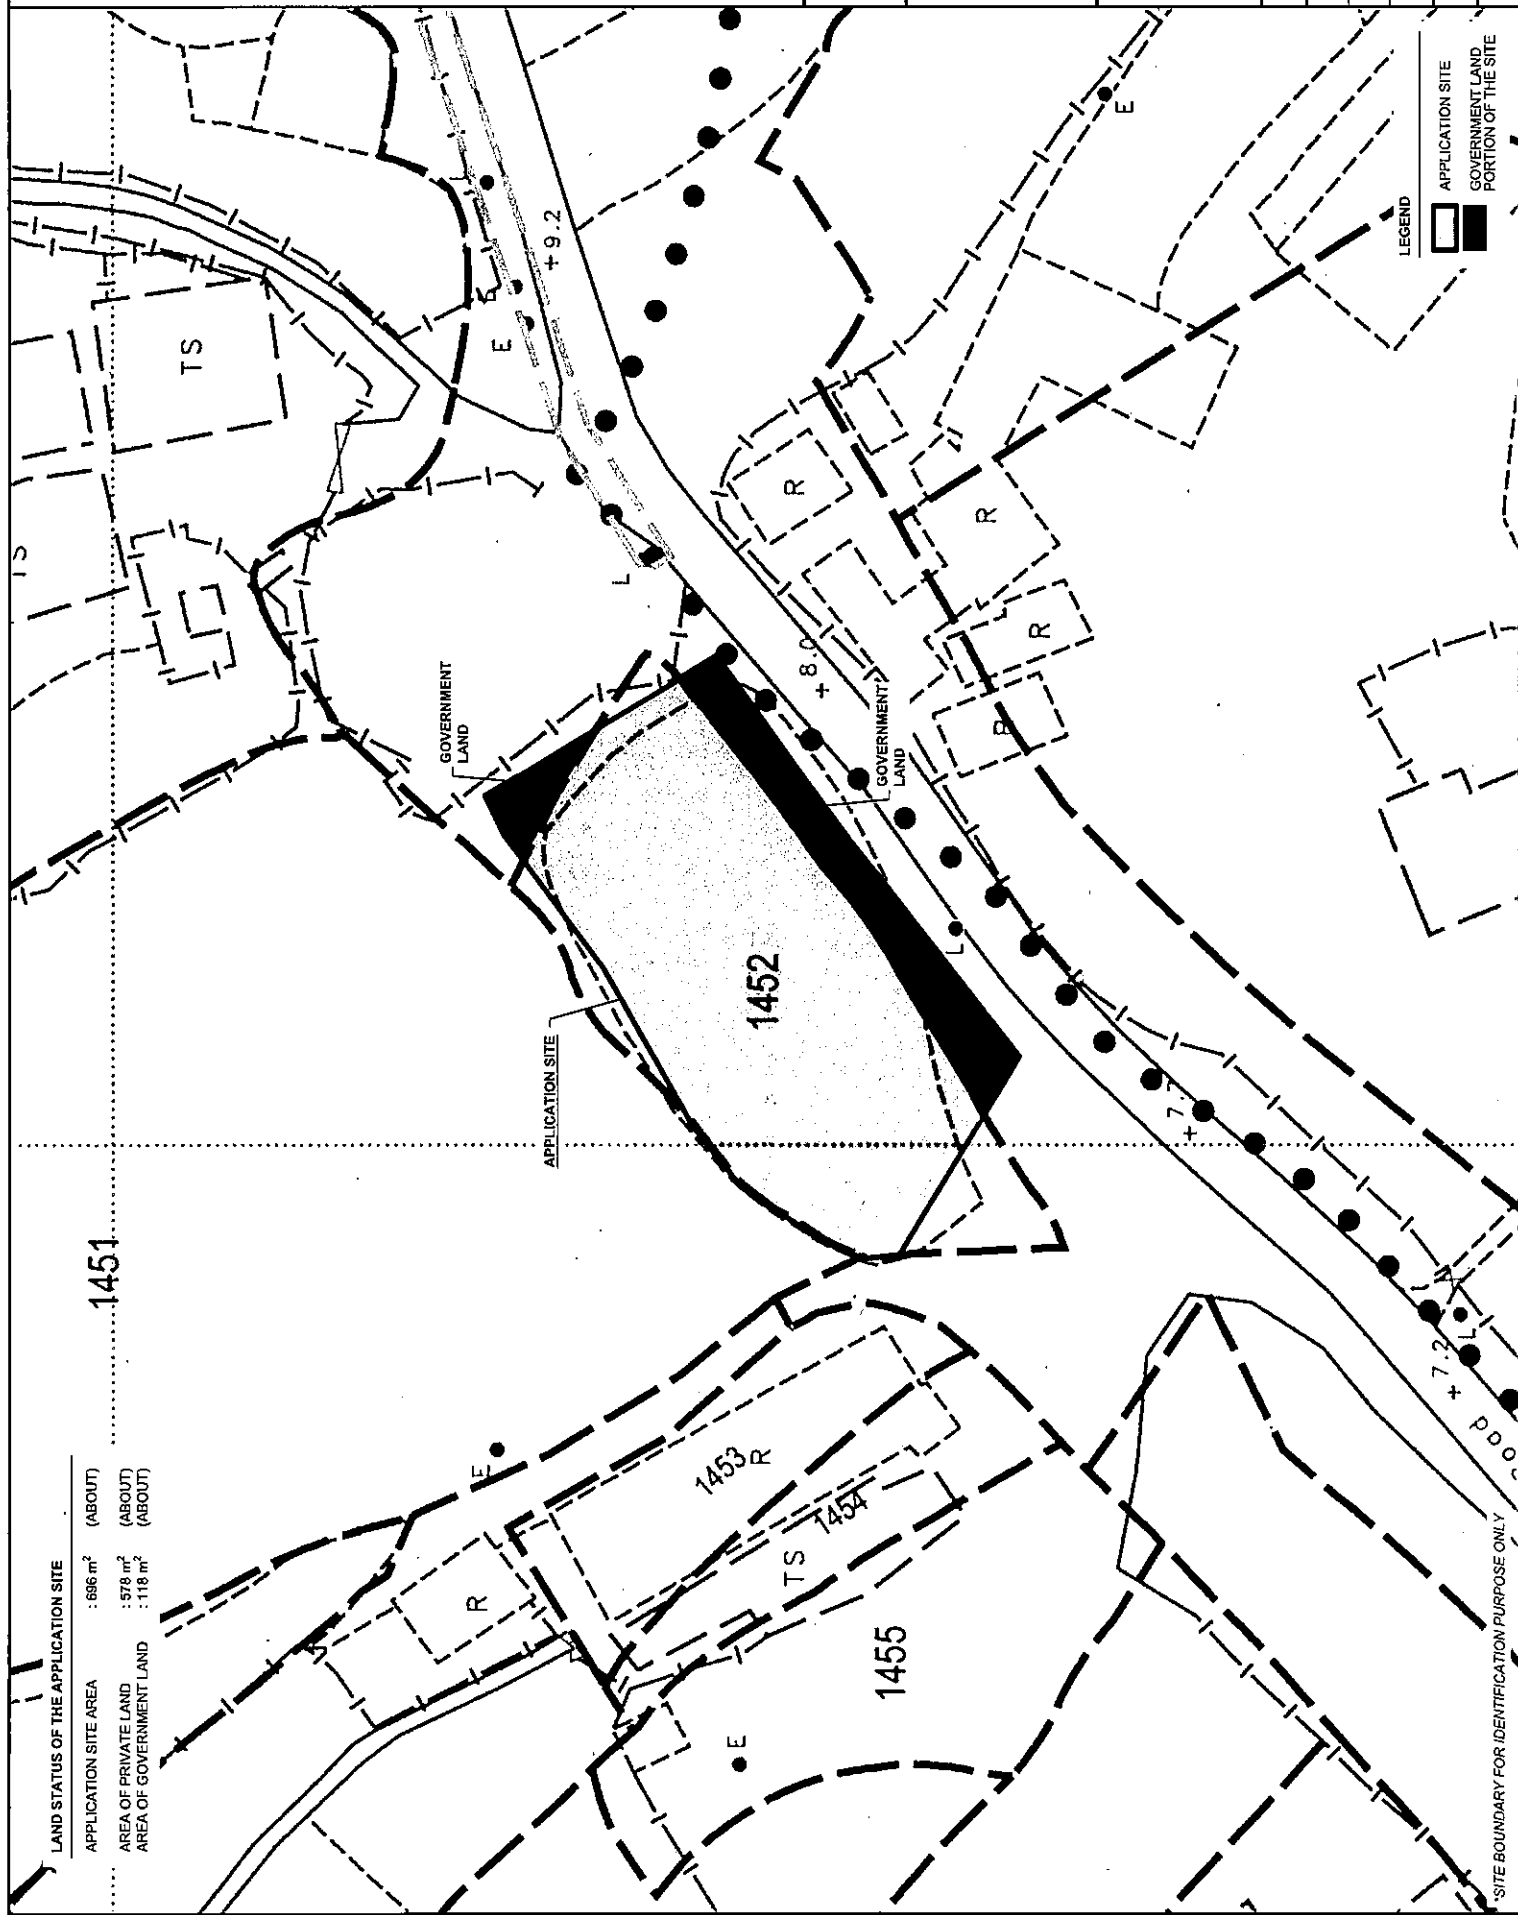 LAND STATUS OF THE APPLICATION SITE
APPLICATION SITE AREA : 696 m² (ABOUT)
AREA OF PRIVATE LAND : 578 m² (ABOUT)
AREA OF GOVERNMENT LAND : 118 m² (ABOUT)
1451
TS
GOVERNMENT
LAND
L
E
E
E
R
+9.2
APPLICATION SITE
L
1453
R
1452
E
TS
1454
R
+8.0
1455
GOVERNMENT
LAND
L
R
R
R
E
+7.2
L
LEGEND
APPLICATION SITE
GOVERNMENT LAND
PORTION OF THE SITE
*SITE BOUNDARY FOR IDENTIFICATION PURPOSE ONLY